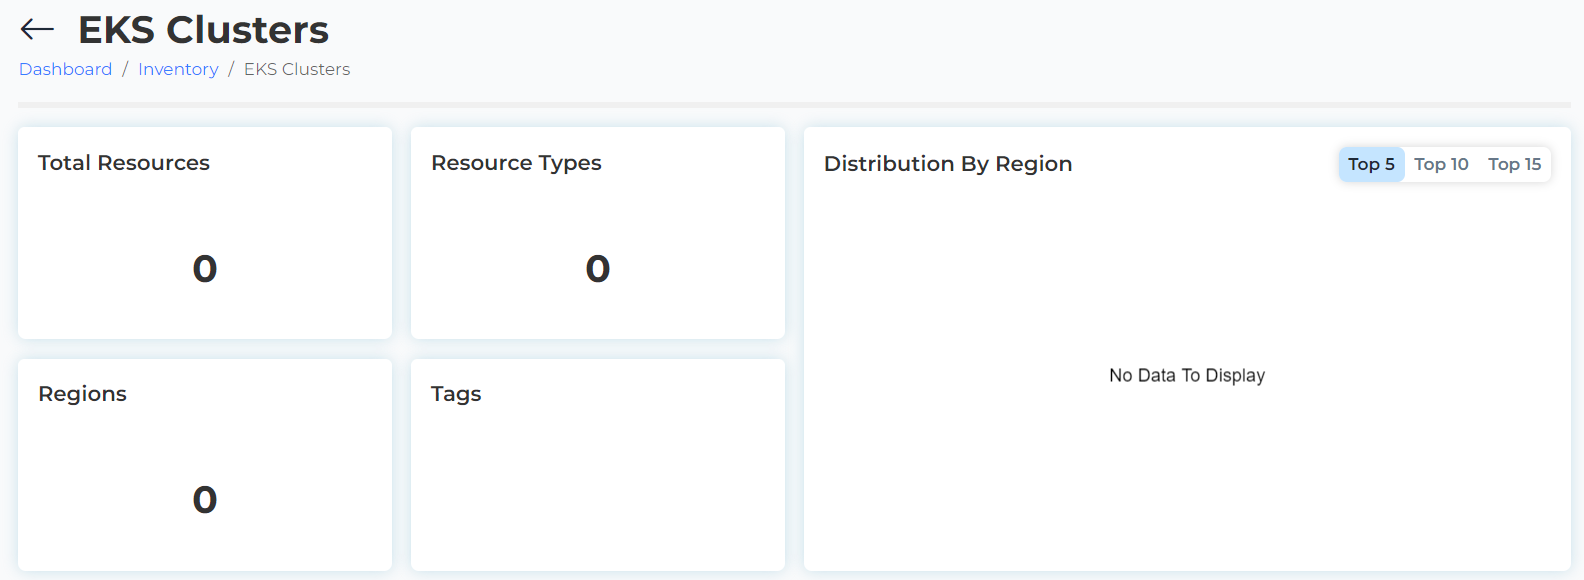 EKS Clusters
Dashboard / Inventory / EKS Clusters
Total Resources
0
Resource Types
0
Distribution By Region
Top 5 Top 10 Top 15
No Data To Display
Regions
0
Tags